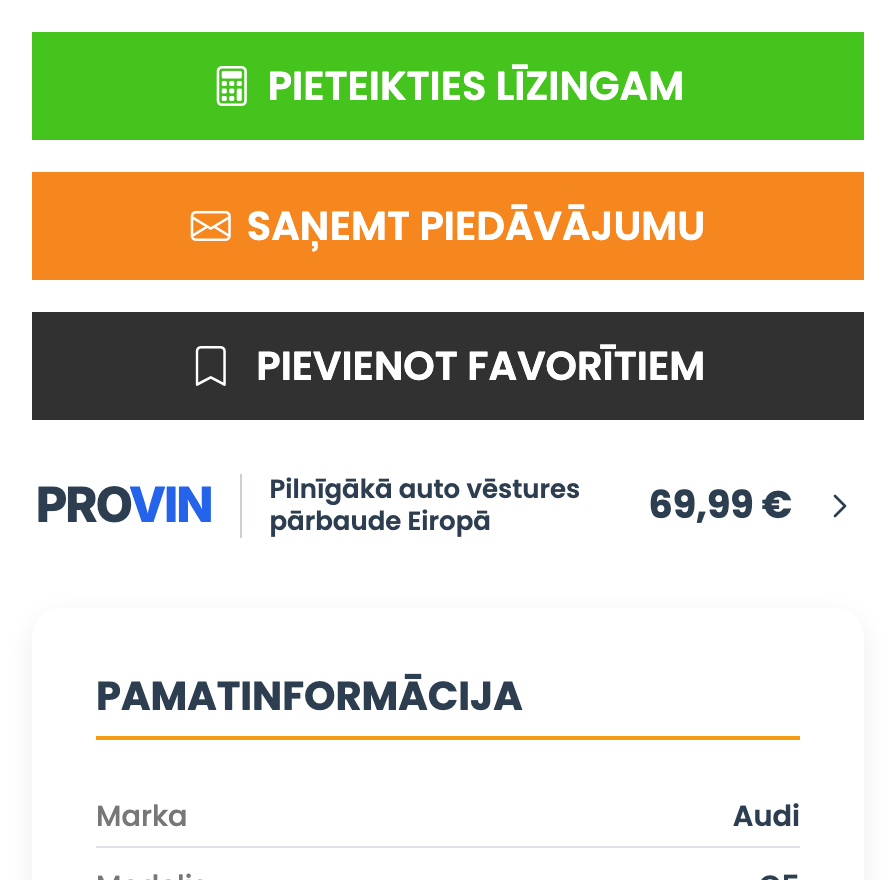 PIETEIKTIES LĪZINGAM
SAŅEMT PIEDĀVĀJUMU
PIEVIENOT FAVORĪTIEM
PROVIN
Pilnīgākā auto vēstures
pārbaude Eiropā
69,99 €
PAMATINFORMĀCIJA
Marka Audi